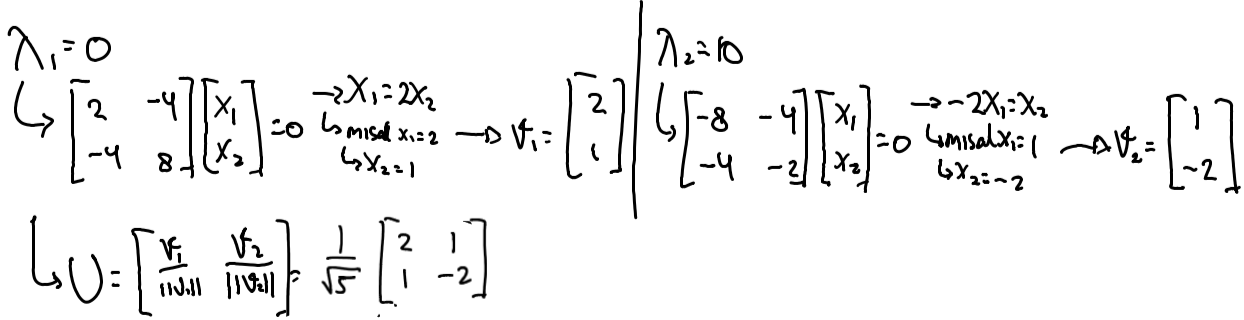 λ₁=0
↳ [2 -4; -4 8] [x₁; x₂] =0 → x₁=2x₂ ↳ misal x₁=2 ↳ x₂=1 → v₁= [2; 1]
λ₂=10
↳ [-8 -4; -4 -2] [x₁; x₂] =0 → -2x₁=x₂ ↳ misal x₁=1 ↳ x₂=-2 → v₂= [1; -2]
↳ U= [v₁/||v₁|| v₂/||v₂||] = 1/√5 [2 1; 1 -2]